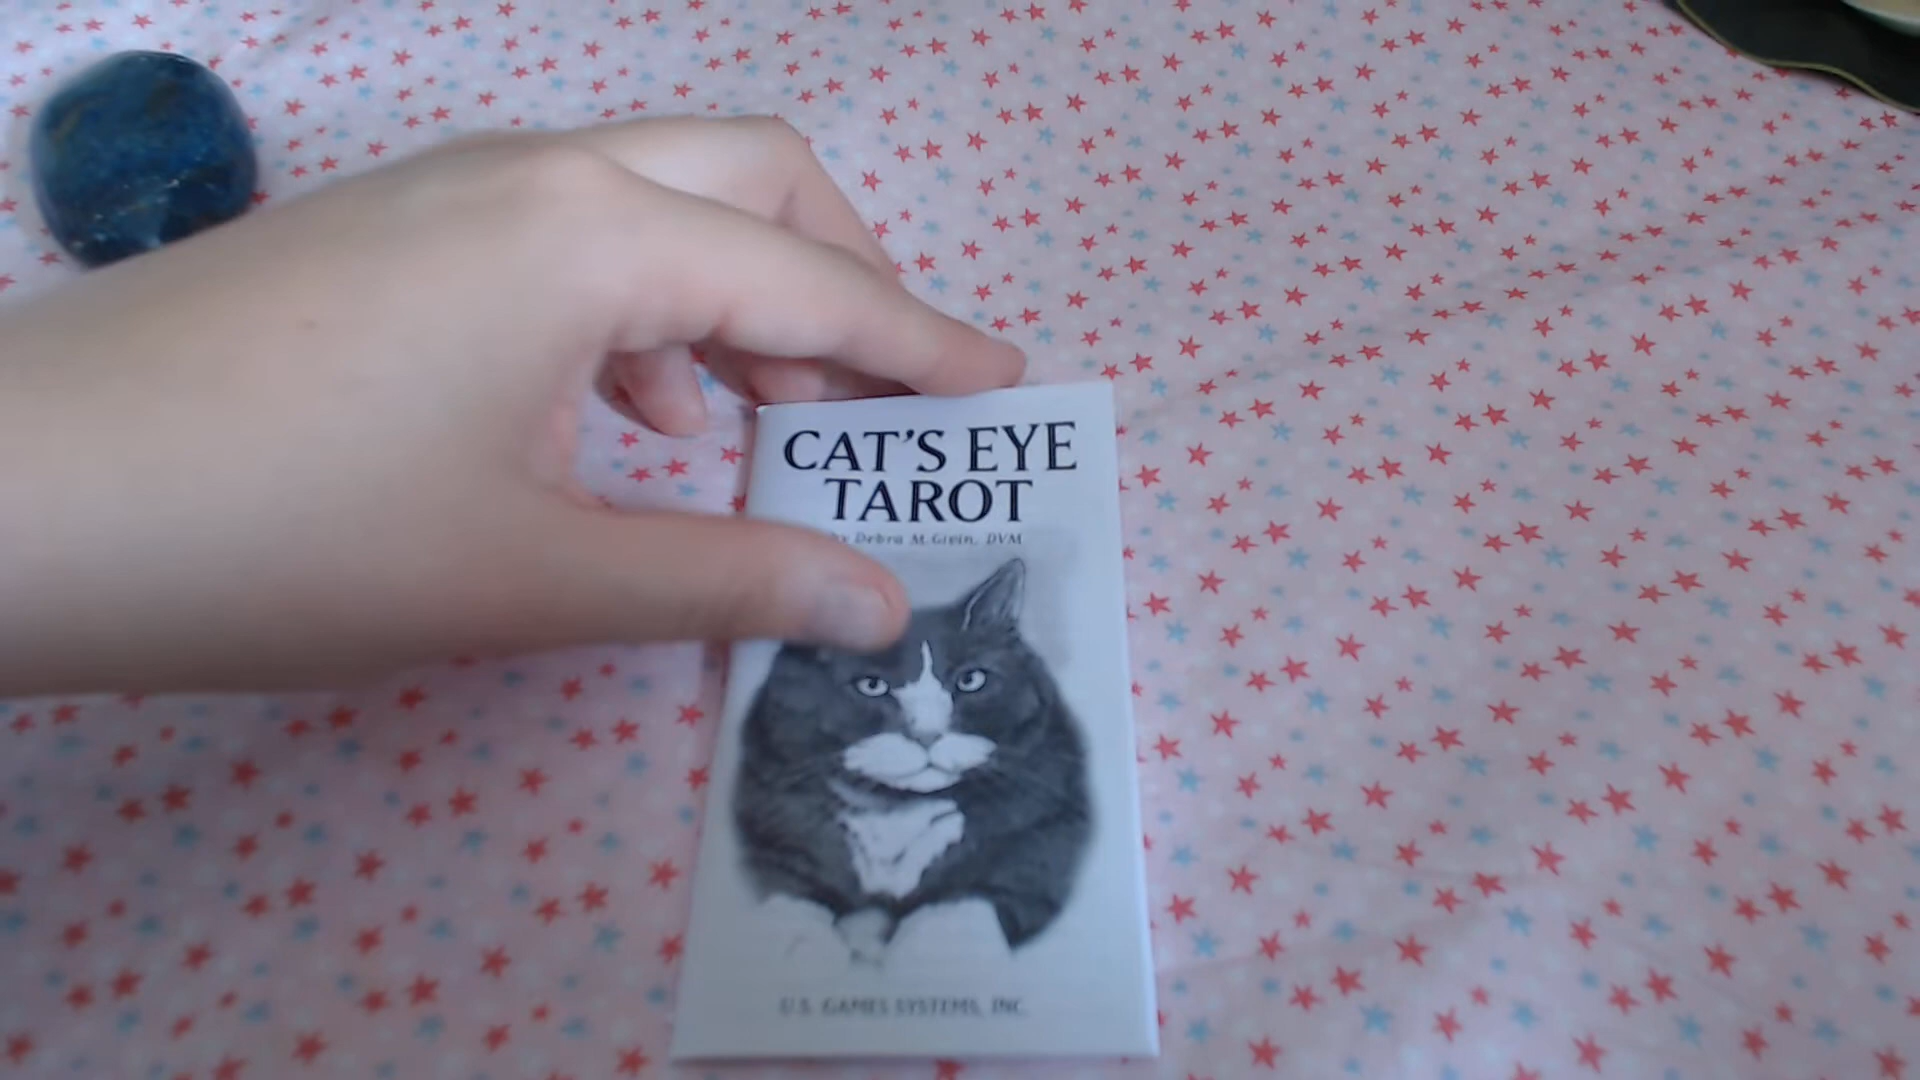 CAT'S EYE
TAROT
by Debra M. Givin, DVM
U.S. GAMES SYSTEMS, INC.